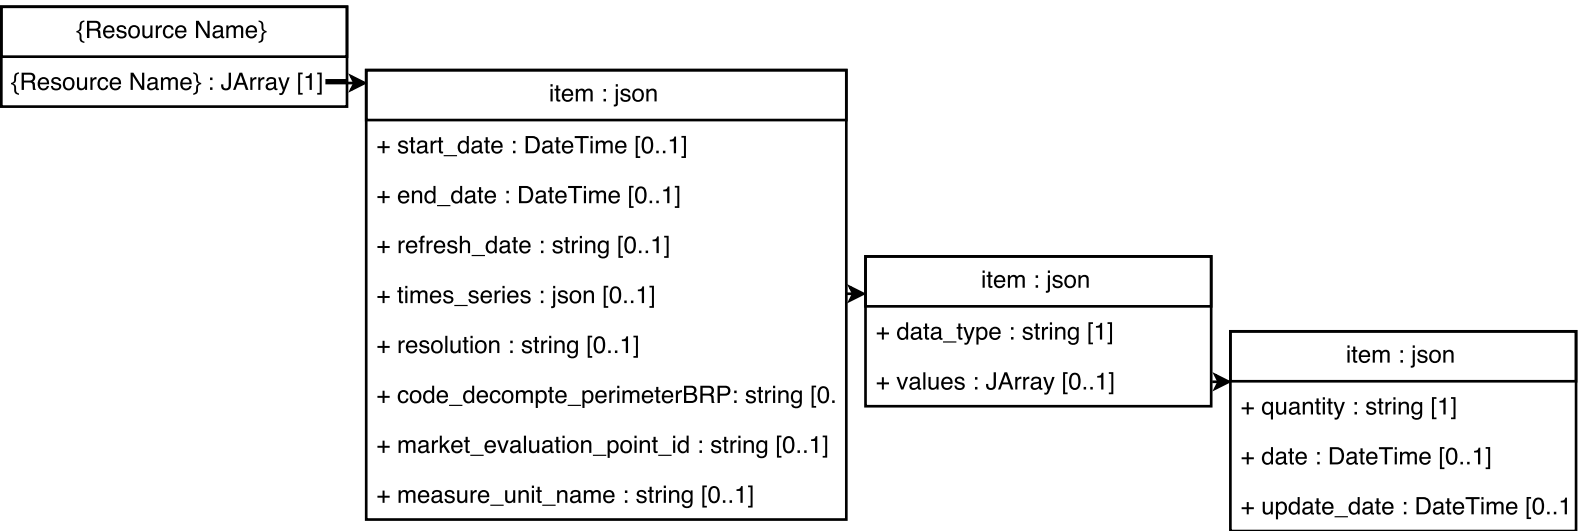 {Resource Name}
{Resource Name} : JArray [1]
item : json
+ start_date : DateTime [0..1]
+ end_date : DateTime [0..1]
+ refresh_date : string [0..1]
+ times_series : json [0..1]
+ resolution : string [0..1]
+ code_decompte_perimeterBRP: string [0.
+ market_evaluation_point_id : string [0..1]
+ measure_unit_name : string [0..1]
item : json
+ data_type : string [1]
+ values : JArray [0..1]
item : json
+ quantity : string [1]
+ date : DateTime [0..1]
+ update_date : DateTime [0..1